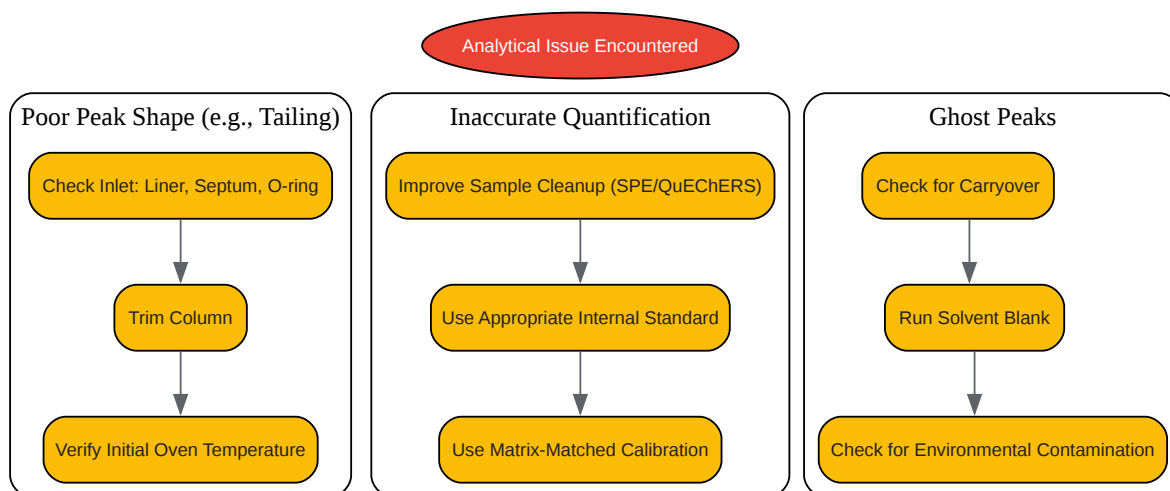 Analytical Issue Encountered
Poor Peak Shape (e.g., Tailing)
Check Inlet: Liner, Septum, O-ring
Trim Column
Verify Initial Oven Temperature
Inaccurate Quantification
Improve Sample Cleanup (SPE/QuEChERS)
Use Appropriate Internal Standard
Use Matrix-Matched Calibration
Ghost Peaks
Check for Carryover
Run Solvent Blank
Check for Environmental Contamination